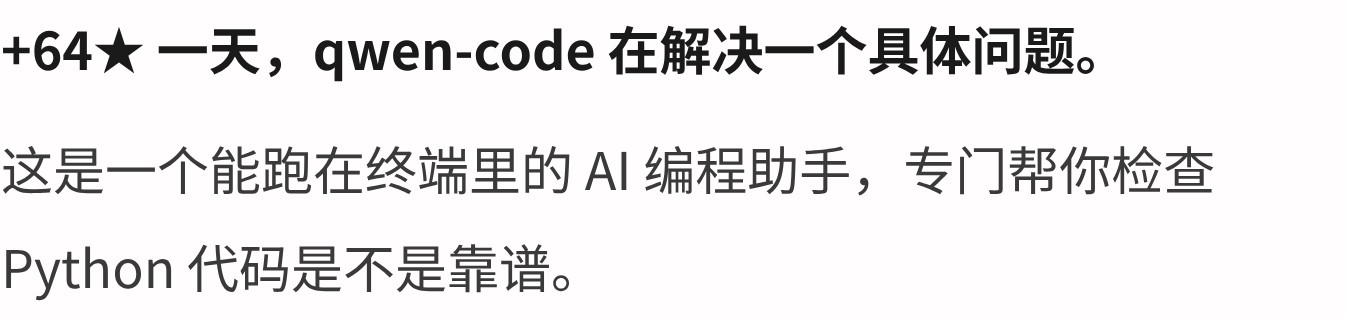 +64★ 一天，qwen-code 在解决一个具体问题。
这是一个能跑在终端里的 AI 编程助手，专门帮你检查
Python 代码是不是靠谱。